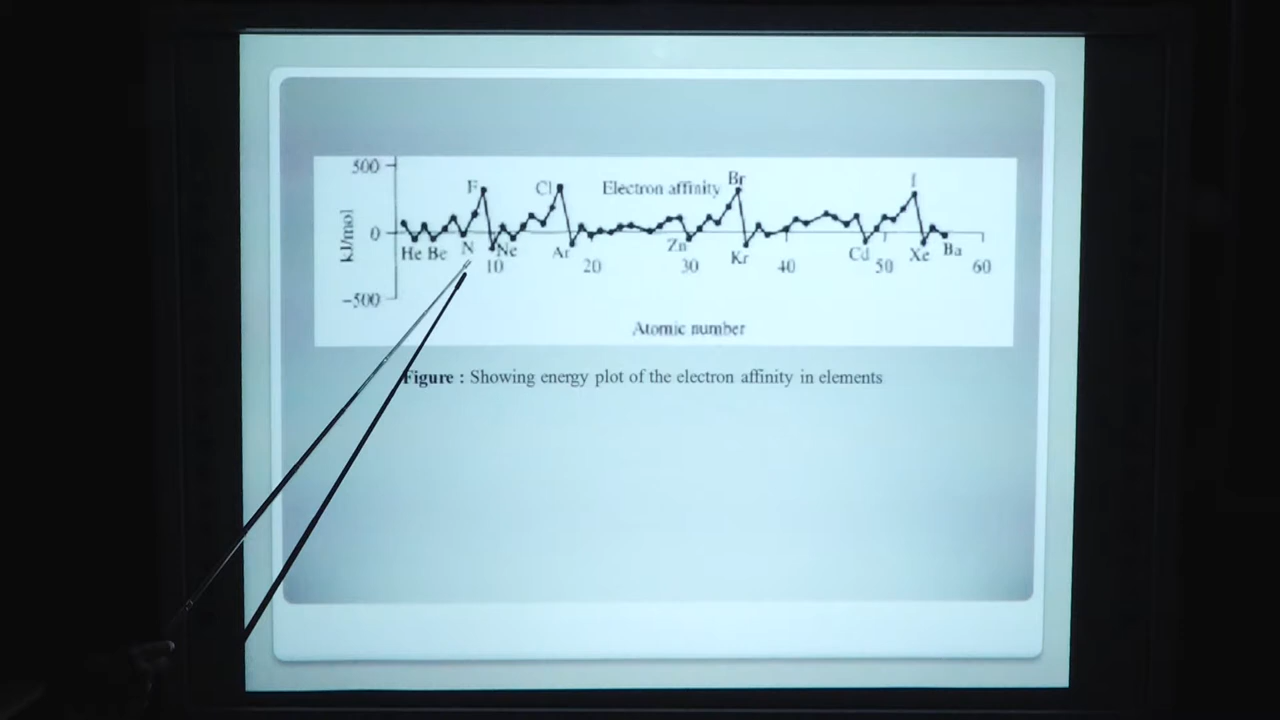 500
F
Cl
Electron affinity
Br
I
kJ/mol
0
He Be N Ne Ar Zn Kr Cd Xe Ba
10 20 30 40 50 60
−500
Atomic number
Figure : Showing energy plot of the electron affinity in elements